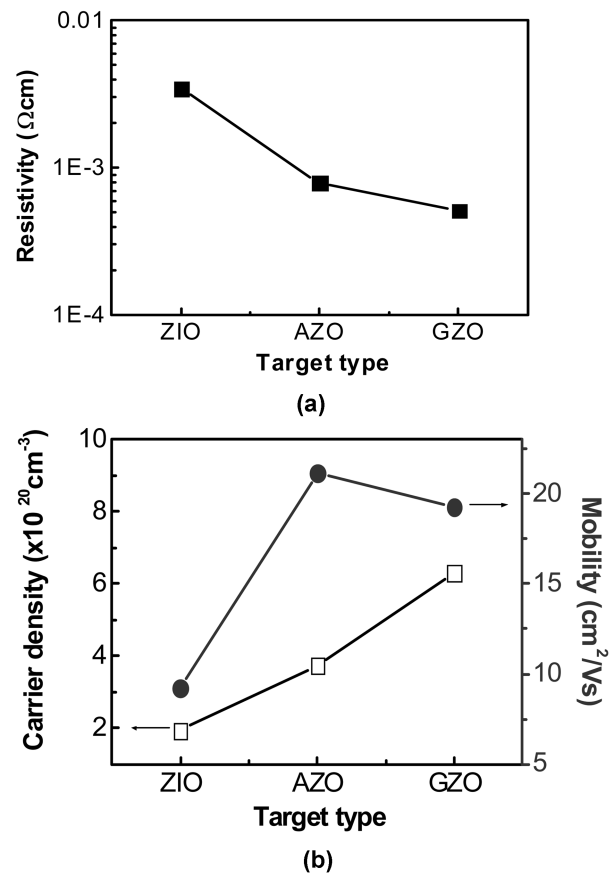 0.01
1E-3
1E-4
Resistivity (Ωcm)
ZIO AZO GZO
Target type
(a)
10
8
6
4
2
Carrier density (x10 ²⁰cm⁻³)
20
15
10
5
Mobility (cm²/Vs)
ZIO AZO GZO
Target type
(b)